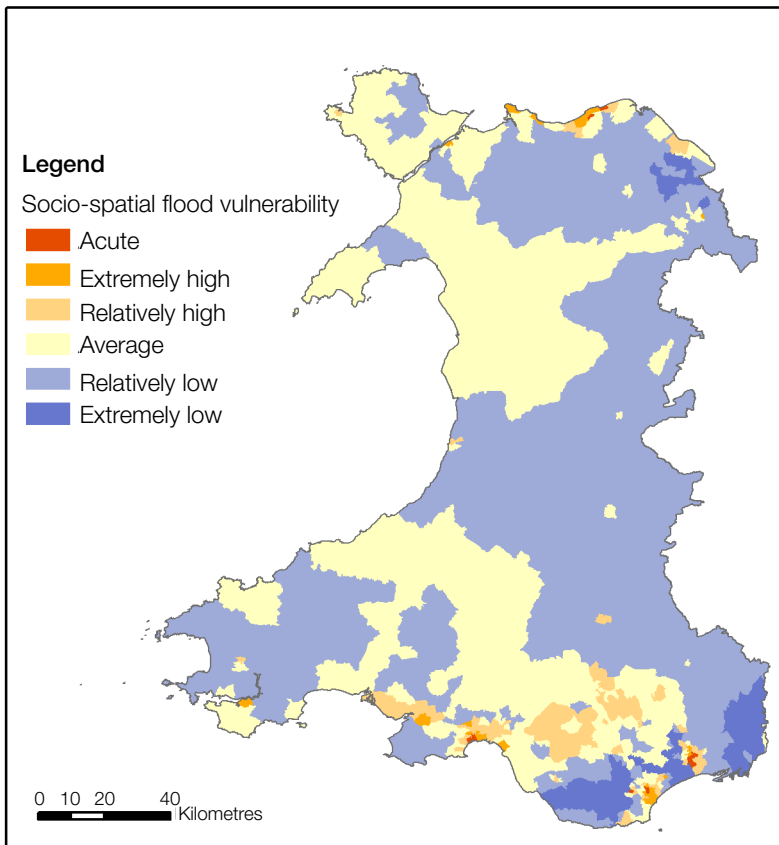 Legend
Socio-spatial flood vulnerability
Acute
Extremely high
Relatively high
Average
Relatively low
Extremely low
0 10 20 40
Kilometres